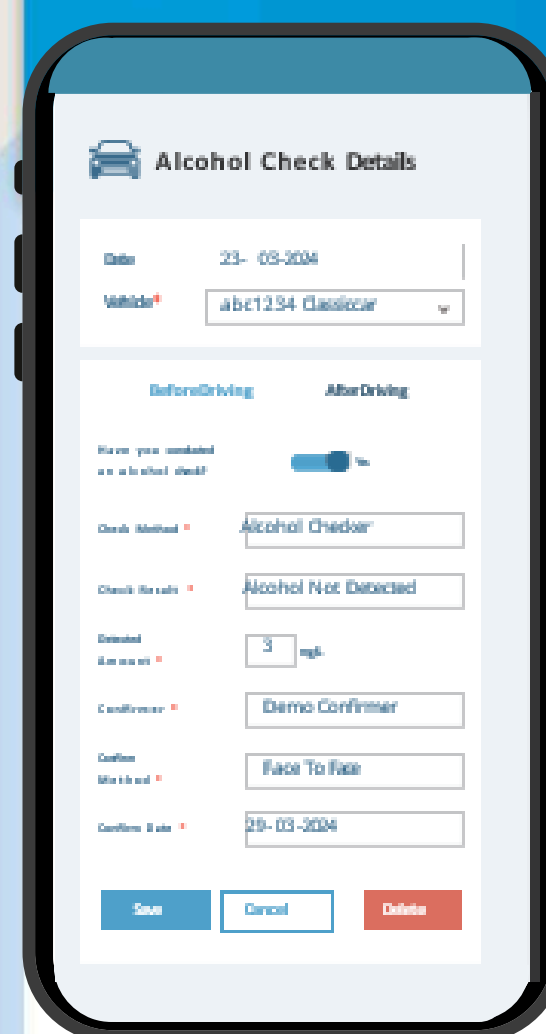 Alcohol Check Details
Date 23- 03-2024
Vehicle* abc1234 Classiccar
BeforeDriving AfterDriving
Have you conducted
an alcohol check? Yes
Check Method * Alcohol Checker
Check Result * Alcohol Not Detected
Detected
Amount * 3 mg/L
Confirmer * Demo Confirmer
Confirm
Method * Face To Face
Confirm Date * 29-03-2024
Save Cancel Delete